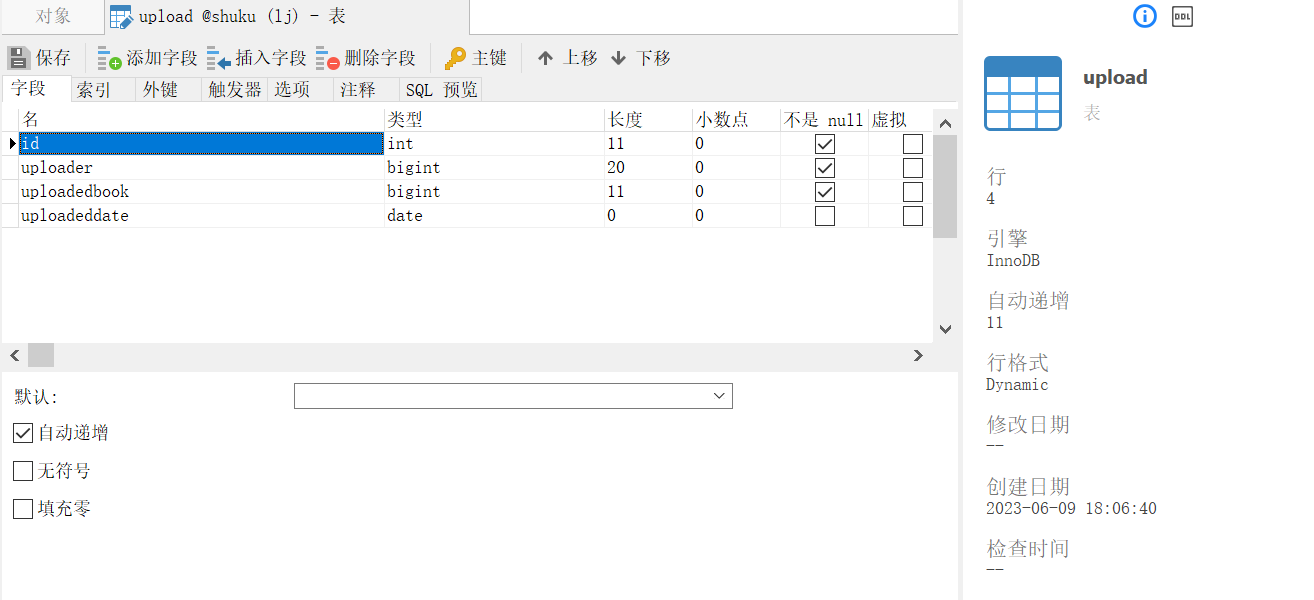 对象
upload @shuku (lj) - 表
保存 添加字段 插入字段 删除字段 主键 上移 下移
字段 索引 外键 触发器 选项 注释 SQL 预览
名 类型 长度 小数点 不是 null 虚拟
id int 11 0
uploader bigint 20 0
uploadedbook bigint 11 0
uploadeddate date 0 0
默认:
自动递增
无符号
填充零
DDL
upload
表
行
4
引擎
InnoDB
自动递增
11
行格式
Dynamic
修改日期
--
创建日期
2023-06-09 18:06:40
检查时间
--